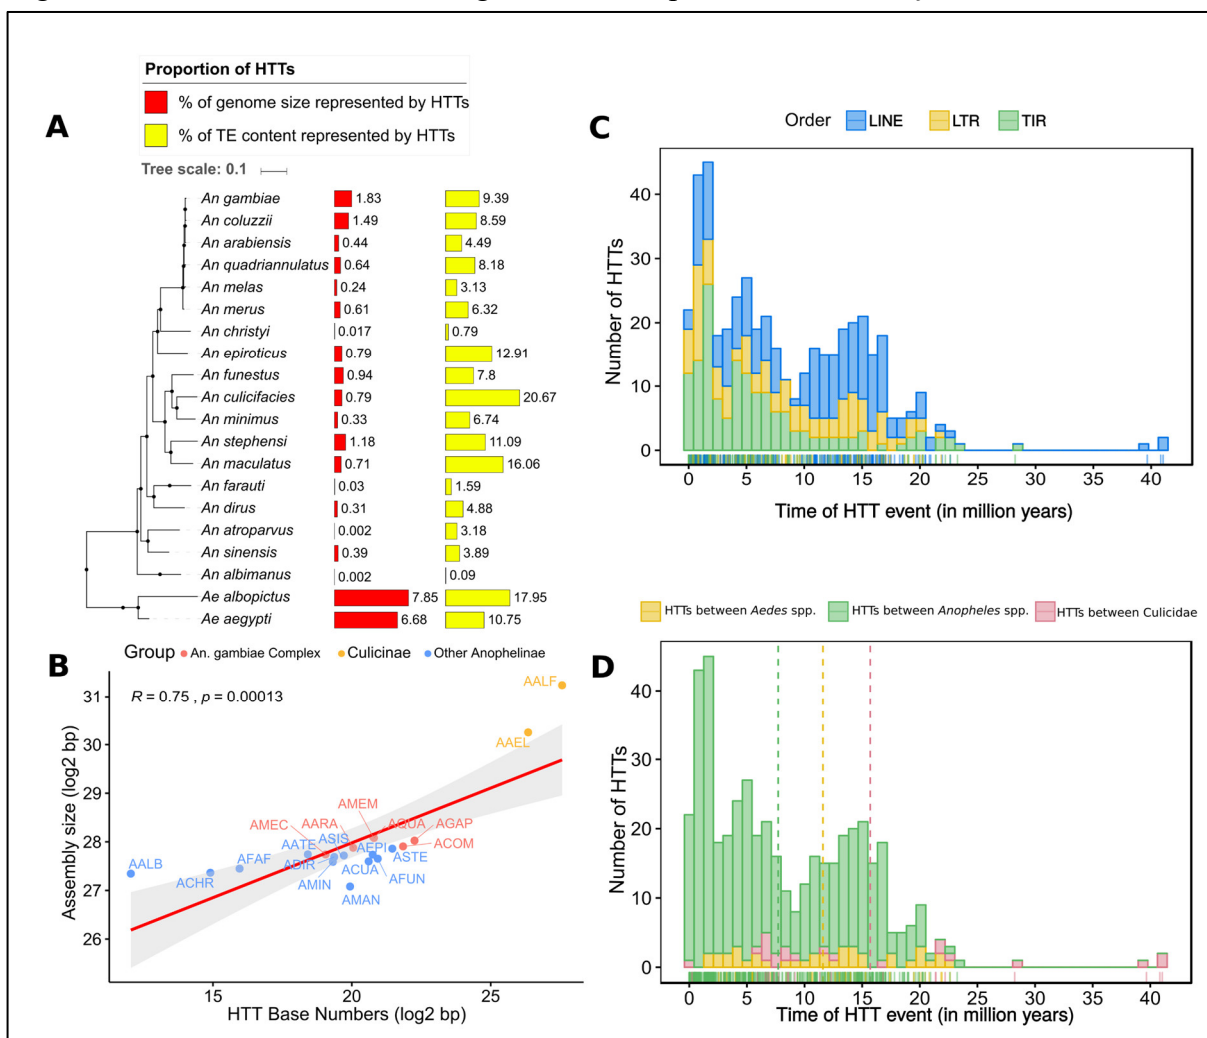 Proportion of HTTs
% of genome size represented by HTTs
% of TE content represented by HTTs
A
Tree scale: 0.1
An gambiae 1.83 9.39
An coluzzii 1.49 8.59
An arabiensis 0.44 4.49
An quadriannulatus 0.64 8.18
An melas 0.24 3.13
An merus 0.61 6.32
An christyi 0.017 0.79
An epiroticus 0.79 12.91
An funestus 0.94 7.8
An culicifacies 0.79 20.67
An minimus 0.33 6.74
An stephensi 1.18 11.09
An maculatus 0.71 16.06
An farauti 0.03 1.59
An dirus 0.31 4.88
An atroparvus 0.002 3.18
An sinensis 0.39 3.89
An albimanus 0.002 0.09
Ae albopictus 7.85 17.95
Ae aegypti 6.68 10.75
B
Group An. gambiae Complex Culicinae Other Anophelinae
R = 0.75 , p = 0.00013
Assembly size (log2 bp)
31
30
29
28
27
26
AALF
AAEL
AMEM
AMEC
AARA
AQUA
AGAP
AATE
ASIS
AEPI
ACOM
AALB
AFAF
ADIR
ACUA
ASTE
ACHR
AMIN
AFUN
AMAN
15 20 25
HTT Base Numbers (log2 bp)
C
Order LINE LTR TIR
Number of HTTs
40
30
20
10
0
0 5 10 15 20 25 30 35 40
Time of HTT event (in million years)
HTTs between Aedes spp. HTTs between Anopheles spp. HTTs between Culicidae
D
Number of HTTs
40
30
20
10
0
0 5 10 15 20 25 30 35 40
Time of HTT event (in million years)